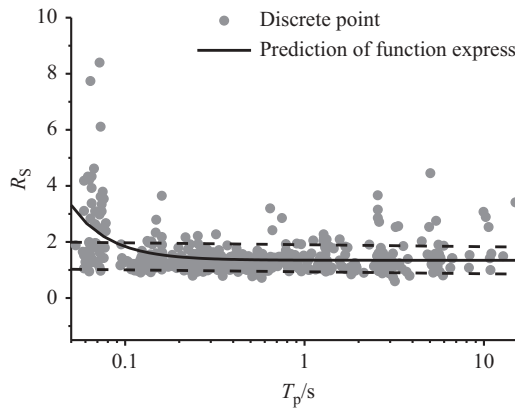 Discrete point
Prediction of function express
10
8
6
4
2
0
R_S
0.1
1
10
T_p/s